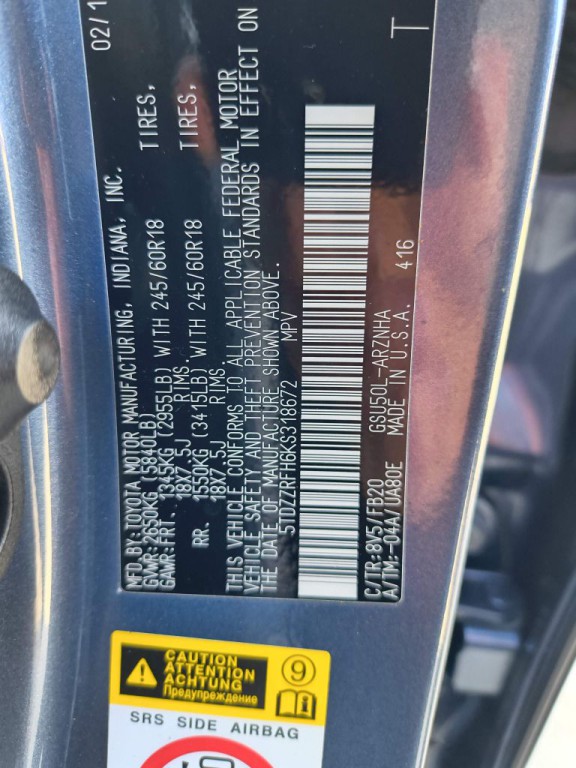 MFD. BY: TOYOTA MOTOR MANUFACTURING, INDIANA, INC. 02/1
GVWR: 2650KG (5840LB)
GAWR: FRT. 1345KG (2955LB) WITH 245/60R18 TIRES,
18X7.5J RIMS
RR. 1550KG (3415LB) WITH 245/60R18 TIRES,
18X7.5J RIMS
THIS VEHICLE CONFORMS TO ALL APPLICABLE FEDERAL MOTOR
VEHICLE SAFETY AND THEFT PREVENTION STANDARDS IN EFFECT ON
THE DATE OF MANUFACTURE SHOWN ABOVE.
5TDZZRFH6KS318672 MPV
C/TR: 8V5/FB20 GSU50L-ARZNHA
A/TM: -04A/UA80E MADE IN U.S.A. 416 T
CAUTION
ATTENTION
ACHTUNG
Предупреждение
9
SRS SIDE AIRBAG